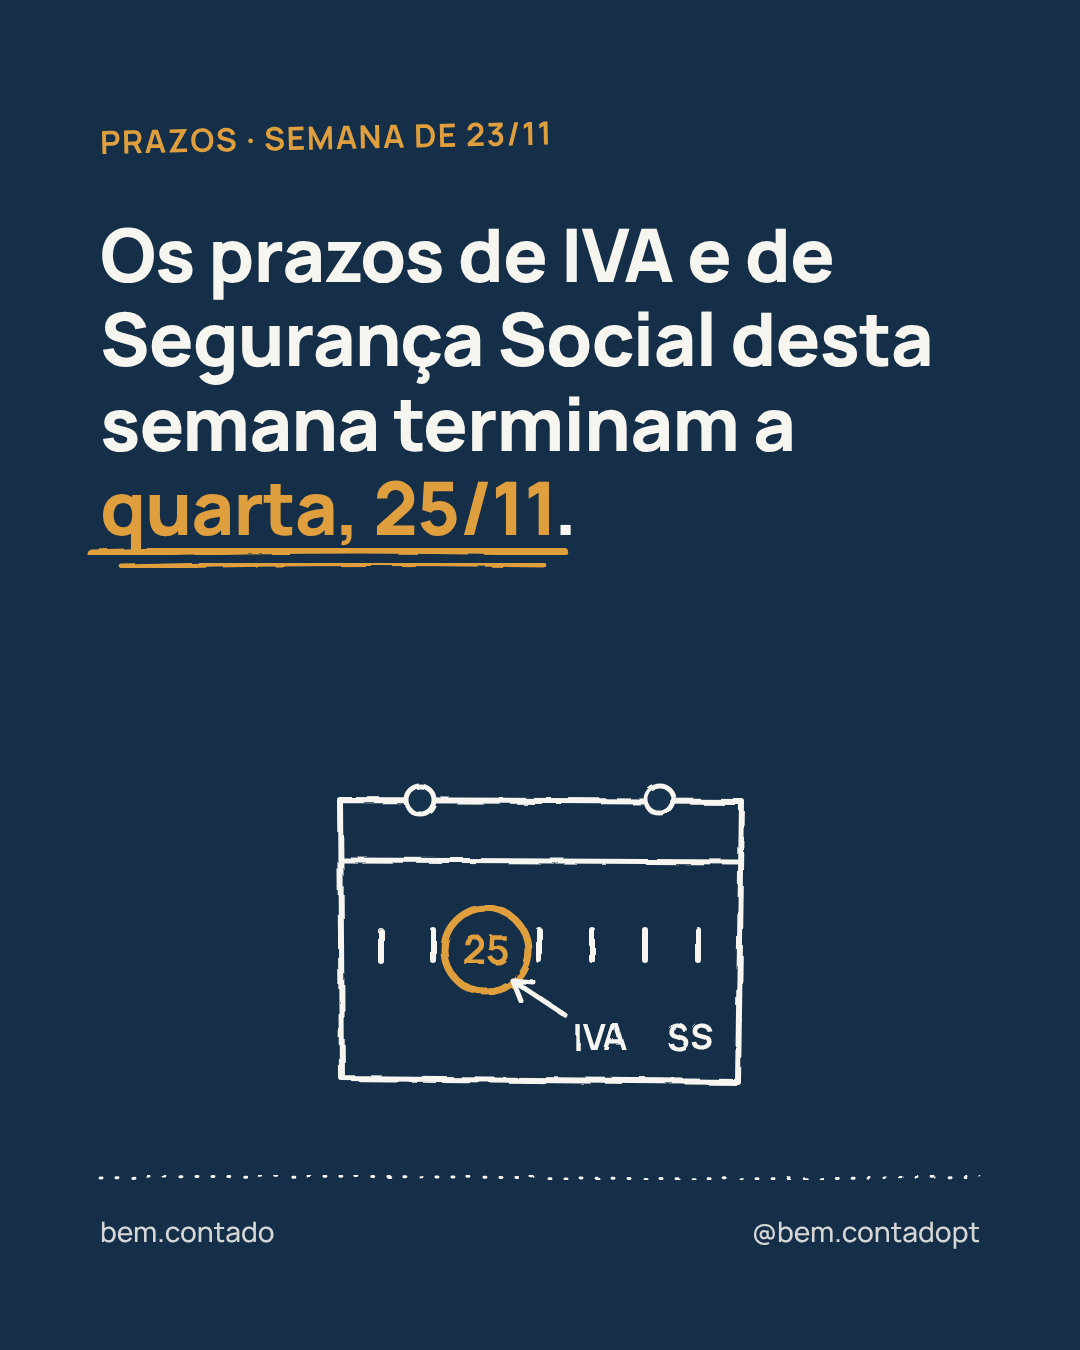 PRAZOS · SEMANA DE 23/11
Os prazos de IVA e de
Segurança Social desta
semana terminam a
quarta, 25/11.
25
IVA SS
bem.contado
@bem.contadopt